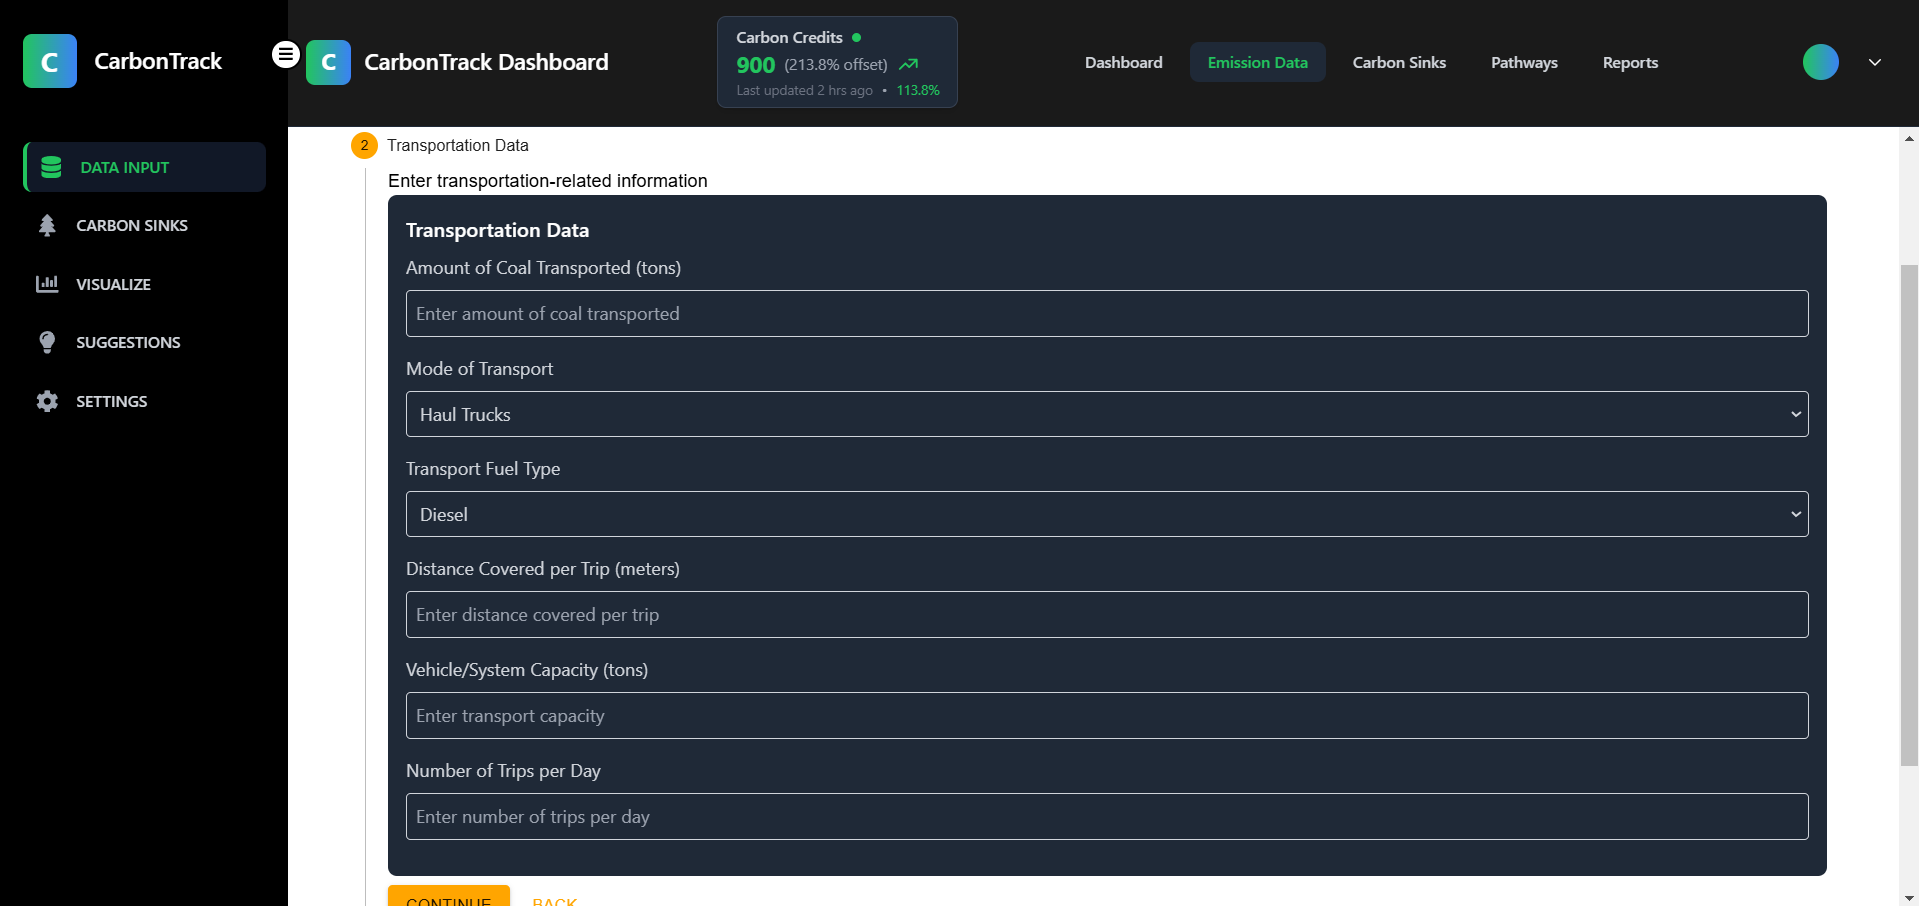 C CarbonTrack
DATA INPUT
CARBON SINKS
VISUALIZE
SUGGESTIONS
SETTINGS
C CarbonTrack Dashboard
Carbon Credits
900 (213.8% offset)
Last updated 2 hrs ago • 113.8%
Dashboard Emission Data Carbon Sinks Pathways Reports
2 Transportation Data
Enter transportation-related information
Transportation Data
Amount of Coal Transported (tons)
Enter amount of coal transported
Mode of Transport
Haul Trucks
Transport Fuel Type
Diesel
Distance Covered per Trip (meters)
Enter distance covered per trip
Vehicle/System Capacity (tons)
Enter transport capacity
Number of Trips per Day
Enter number of trips per day
CONTINUE BACK